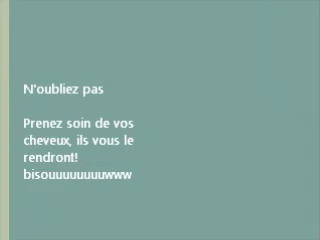 N'oubliez pas
Prenez soin de vos
cheveux, ils vous le
rendront!
bisouuuuuuuuwww